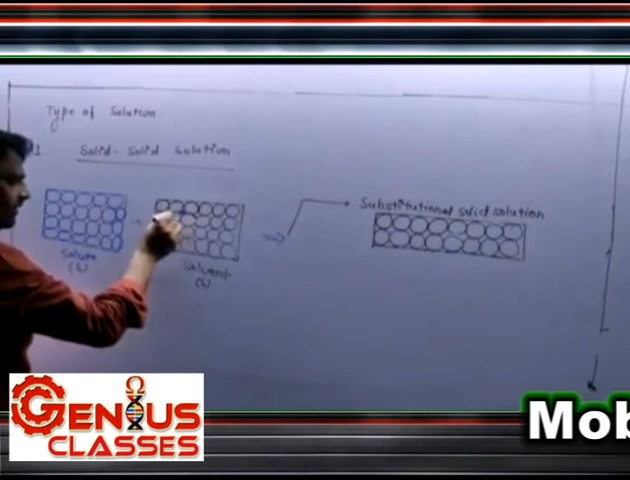 Type of Solution
1. Solid-Solid Solution
Substitutional solid solution
Solute
(S)
Solvent
(S)
GENIUS
CLASSES
Mob